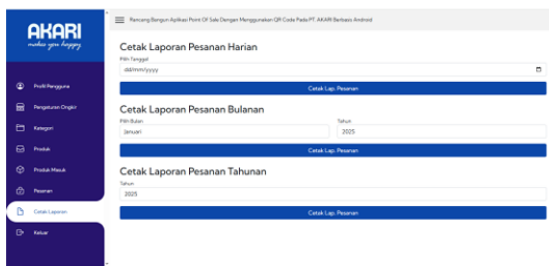 AKARI
makes you happy
Rancang Bangun Aplikasi Point Of Sale Dengan Menggunakan QR Code Pada PT. AKARI Berbasis Android
Profil Pengguna
Pengaturan Ongkir
Kategori
Produk
Produk Masuk
Pesanan
Cetak Laporan
Keluar
Cetak Laporan Pesanan Harian
Pilih Tanggal
dd/mm/yyyy
Cetak Lap. Pesanan
Cetak Laporan Pesanan Bulanan
Pilih Bulan Tahun
Januari 2025
Cetak Lap. Pesanan
Cetak Laporan Pesanan Tahunan
Tahun
2025
Cetak Lap. Pesanan